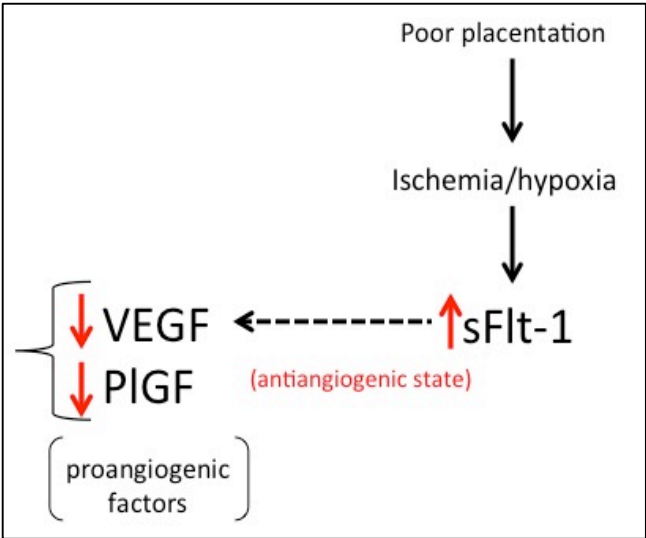 Poor placentation
Ischemia/hypoxia
VEGF
sFlt-1
PlGF
(antiangiogenic state)
proangiogenic
factors